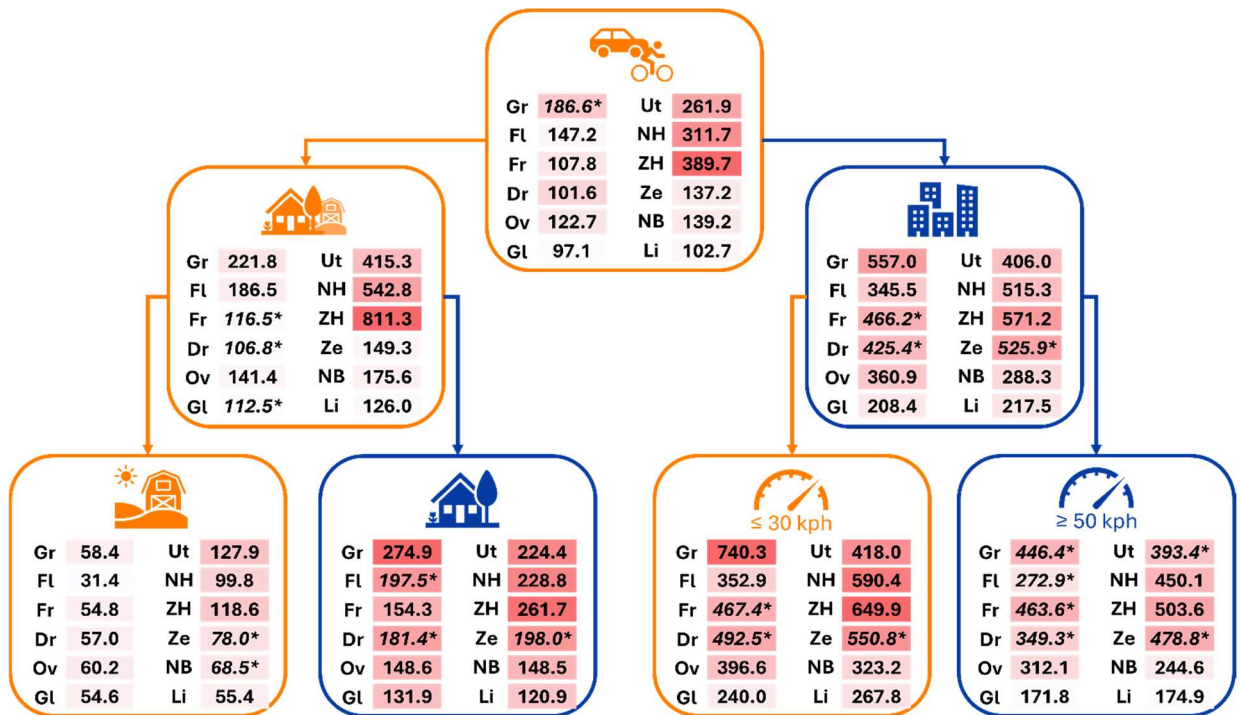 Gr 186.6* Ut 261.9
Fl 147.2 NH 311.7
Fr 107.8 ZH 389.7
Dr 101.6 Ze 137.2
Ov 122.7 NB 139.2
Gl 97.1 Li 102.7
Gr 221.8 Ut 415.3
Fl 186.5 NH 542.8
Fr 116.5* ZH 811.3
Dr 106.8* Ze 149.3
Ov 141.4 NB 175.6
Gl 112.5* Li 126.0
Gr 557.0 Ut 406.0
Fl 345.5 NH 515.3
Fr 466.2* ZH 571.2
Dr 425.4* Ze 525.9*
Ov 360.9 NB 288.3
Gl 208.4 Li 217.5
Gr 58.4 Ut 127.9
Fl 31.4 NH 99.8
Fr 54.8 ZH 118.6
Dr 57.0 Ze 78.0*
Ov 60.2 NB 68.5*
Gl 54.6 Li 55.4
Gr 274.9 Ut 224.4
Fl 197.5* NH 228.8
Fr 154.3 ZH 261.7
Dr 181.4* Ze 198.0*
Ov 148.6 NB 148.5
Gl 131.9 Li 120.9
≤ 30 kph
Gr 740.3 Ut 418.0
Fl 352.9 NH 590.4
Fr 467.4* ZH 649.9
Dr 492.5* Ze 550.8*
Ov 396.6 NB 323.2
Gl 240.0 Li 267.8
≥ 50 kph
Gr 446.4* Ut 393.4*
Fl 272.9* NH 450.1
Fr 463.6* ZH 503.6
Dr 349.3* Ze 478.8*
Ov 312.1 NB 244.6
Gl 171.8 Li 174.9